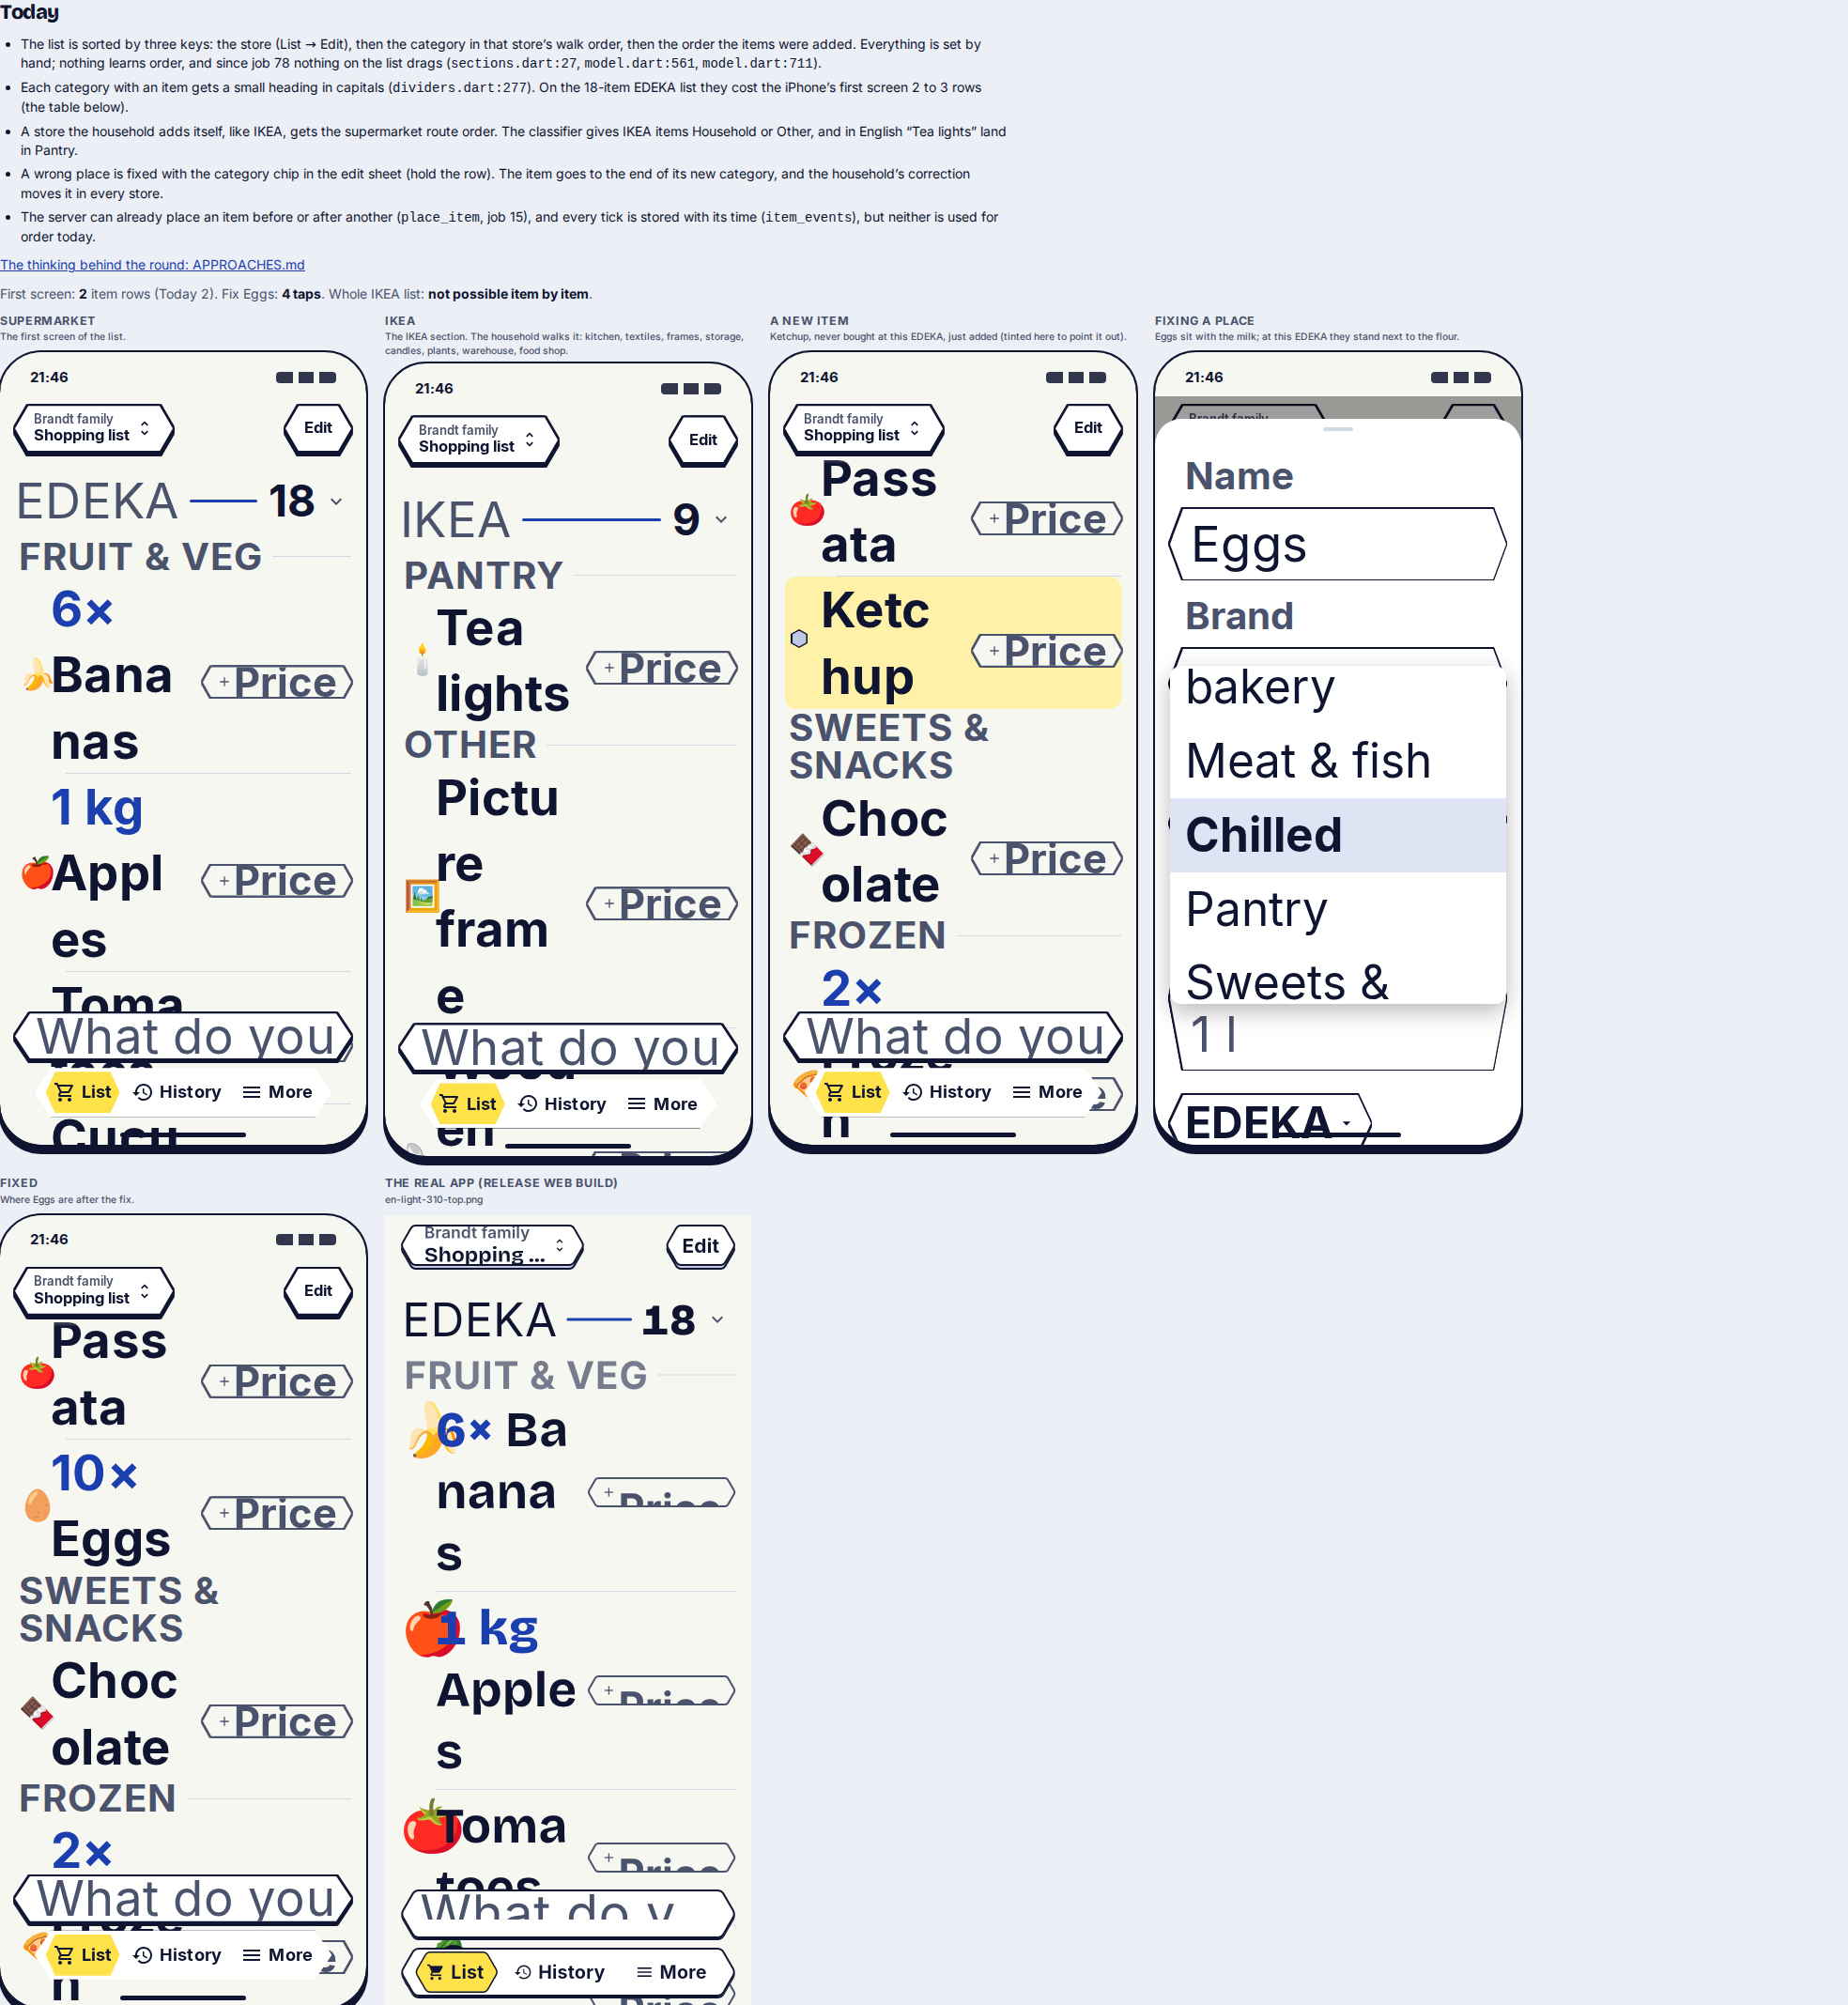 Today
The list is sorted by three keys: the store (List → Edit), then the category in that store’s walk order, then the order the items were added. Everything is set by
hand; nothing learns order, and since job 78 nothing on the list drags (sections.dart:27, model.dart:561, model.dart:711).
Each category with an item gets a small heading in capitals (dividers.dart:277). On the 18-item EDEKA list they cost the iPhone’s first screen 2 to 3 rows
(the table below).
A store the household adds itself, like IKEA, gets the supermarket route order. The classifier gives IKEA items Household or Other, and in English “Tea lights” land
in Pantry.
A wrong place is fixed with the category chip in the edit sheet (hold the row). The item goes to the end of its new category, and the household’s correction
moves it in every store.
The server can already place an item before or after another (place_item, job 15), and every tick is stored with its time (item_events), but neither is used for
order today.
The thinking behind the round: APPROACHES.md
First screen: 2 item rows (Today 2). Fix Eggs: 4 taps. Whole IKEA list: not possible item by item.
SUPERMARKET
The first screen of the list.
21:46
Brandt family
Shopping list
Edit
EDEKA 18
FRUIT & VEG
6×
Bana
nas
+ Price
1 kg
Appl
es
+ Price
Toma
What do you
List
History
More
Cucu
IKEA
The IKEA section. The household walks it: kitchen, textiles, frames, storage,
candles, plants, warehouse, food shop.
21:46
Brandt family
Shopping list
Edit
IKEA 9
PANTRY
Tea
lights
+ Price
OTHER
Pictu
re
fram
e
+ Price
What do you
List
History
More
en
A NEW ITEM
Ketchup, never bought at this EDEKA, just added (tinted here to point it out).
21:46
Brandt family
Shopping list
Edit
Pass
ata
+ Price
Ketc
hup
+ Price
SWEETS &
SNACKS
Choc
olate
+ Price
FROZEN
2×
What do you
List
History
More
n
FIXING A PLACE
Eggs sit with the milk; at this EDEKA they stand next to the flour.
21:46
Brandt family
Name
Eggs
Brand
bakery
Meat & fish
Chilled
Pantry
Sweets &
1 l
EDEKA
FIXED
Where Eggs are after the fix.
21:46
Brandt family
Shopping list
Edit
Pass
ata
+ Price
10×
Eggs
+ Price
SWEETS &
SNACKS
Choc
olate
+ Price
FROZEN
2×
What do you
List
History
More
n
THE REAL APP (RELEASE WEB BUILD)
en-light-310-top.png
Brandt family
Shopping ...
Edit
EDEKA 18
FRUIT & VEG
6× Ba
nana
s
+ Price
1 kg
Apple
s
+ Price
Toma
toes
+ Price
What do y
List
History
More